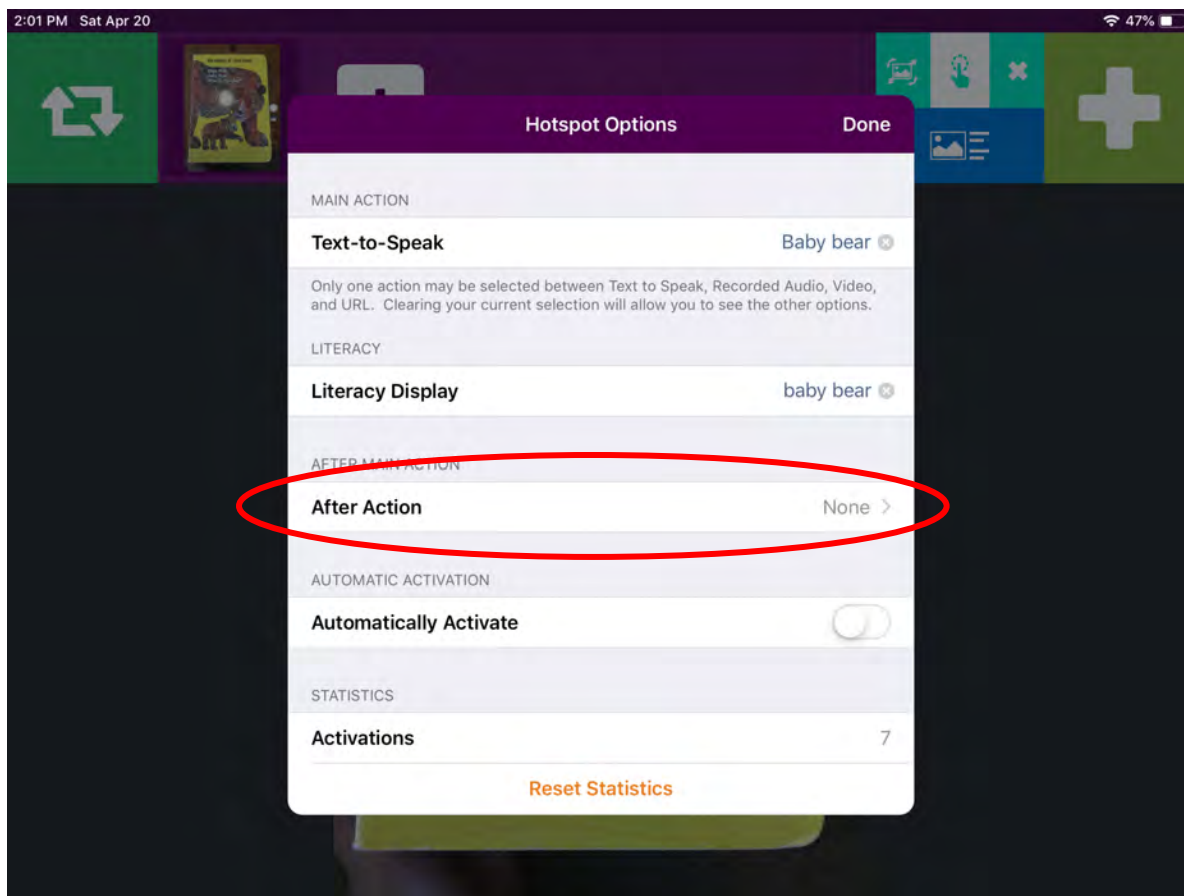 2:01 PM Sat Apr 20
47%
Hotspot Options
Done
MAIN ACTION
Text-to-Speak
Baby bear
Only one action may be selected between Text to Speak, Recorded Audio, Video,
and URL. Clearing your current selection will allow you to see the other options.
LITERACY
Literacy Display
baby bear
AFTER MAIN ACTION
After Action
None
AUTOMATIC ACTIVATION
Automatically Activate
STATISTICS
Activations
7
Reset Statistics